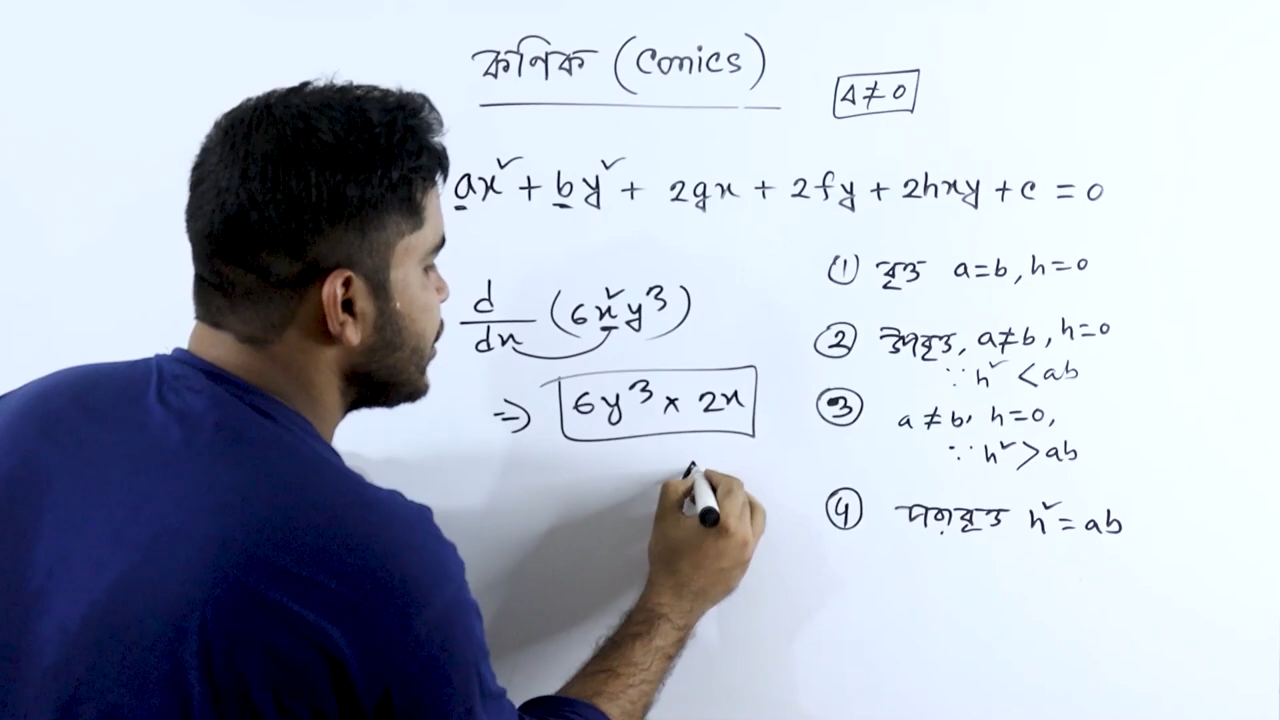 কণিক (Conics)
Δ ≠ 0
ax² + by² + 2gx + 2fy + 2hxy + c = 0
d/dx (6x²y³)
⇒ 6y³ × 2x
(1) বৃত্ত a=b, h=0
(2) উপবৃত্ত, a≠b, h=0
∵ h² < ab
(3) a ≠ b, h=0,
∵ h² > ab
(4) পরাবৃত্ত h² = ab